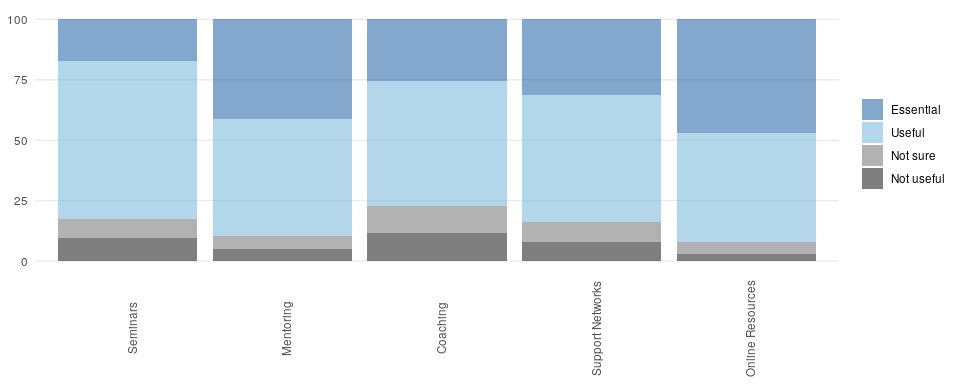 100
75
50
25
0
Seminars
Mentoring
Coaching
Support Networks
Online Resources
Essential
Useful
Not sure
Not useful